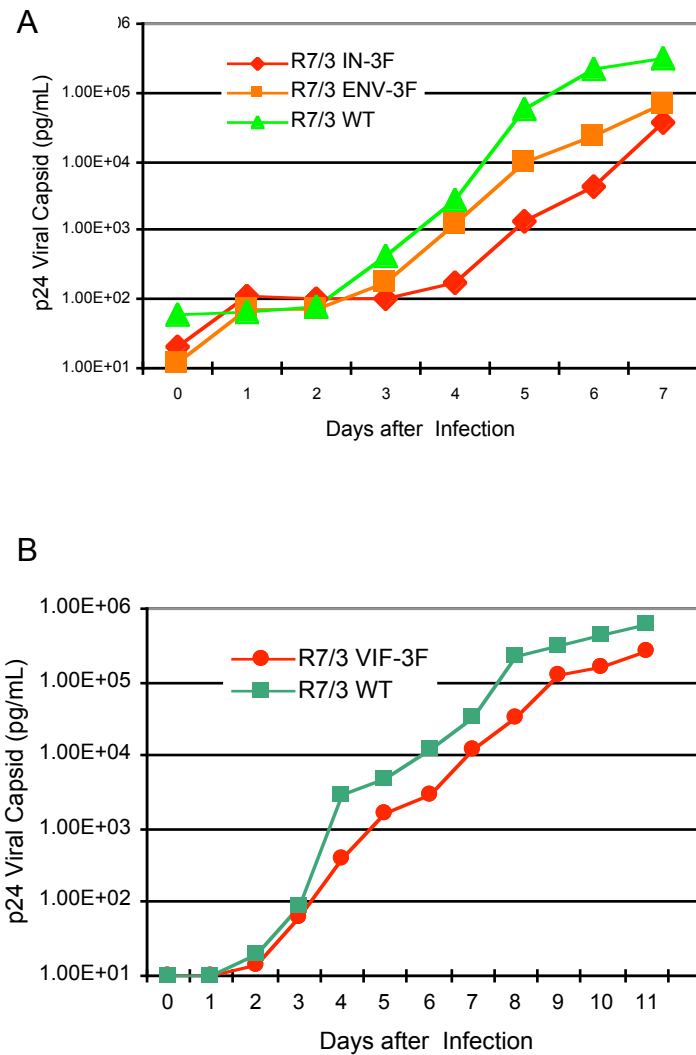 A
06
1.00E+05
1.00E+04
1.00E+03
1.00E+02
1.00E+01
p24 Viral Capsid (pg/mL)
R7/3 IN-3F
R7/3 ENV-3F
R7/3 WT
0 1 2 3 4 5 6 7
Days after Infection
B
1.00E+06
1.00E+05
1.00E+04
1.00E+03
1.00E+02
1.00E+01
p24 Viral Capsid (pg/mL)
R7/3 VIF-3F
R7/3 WT
0 1 2 3 4 5 6 7 8 9 10 11
Days after Infection